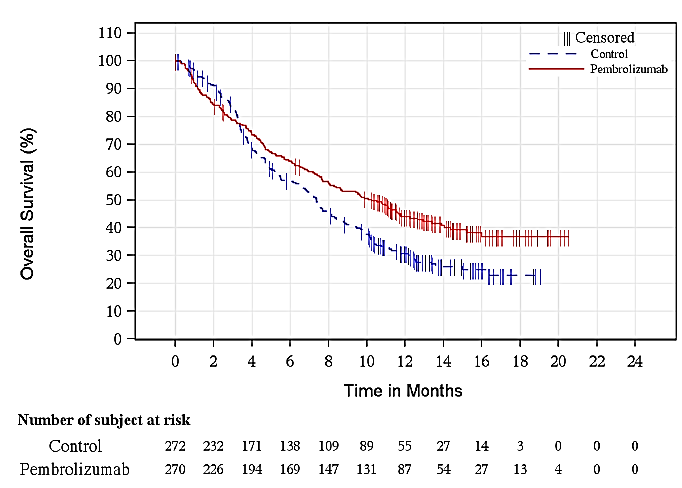 Overall Survival (%)
110
100
90
80
70
60
50
40
30
20
10
0
||| Censored
Control
Pembrolizumab
0 2 4 6 8 10 12 14 16 18 20 22 24
Time in Months
Number of subject at risk
Control 272 232 171 138 109 89 55 27 14 3 0 0 0
Pembrolizumab 270 226 194 169 147 131 87 54 27 13 4 0 0